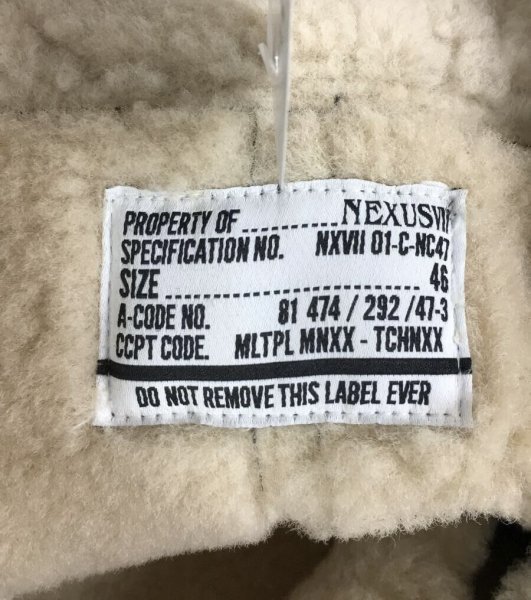 PROPERTY OF ........... NEXUSVII
SPECIFICATION NO. NXVII 01-C-NC47
SIZE ........................ 46
A-CODE NO. 81 474 / 292 /47-3
CCPT CODE. MLTPL MNXX - TCHNXX
DO NOT REMOVE THIS LABEL EVER